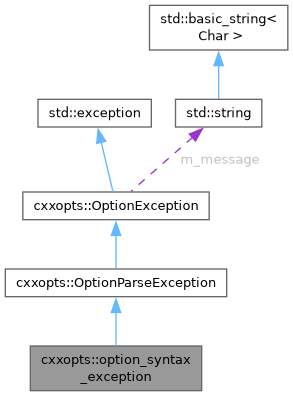 std::basic_string<
Char >
std::exception
std::string
m_message
cxxopts::OptionException
cxxopts::OptionParseException
cxxopts::option_syntax
_exception